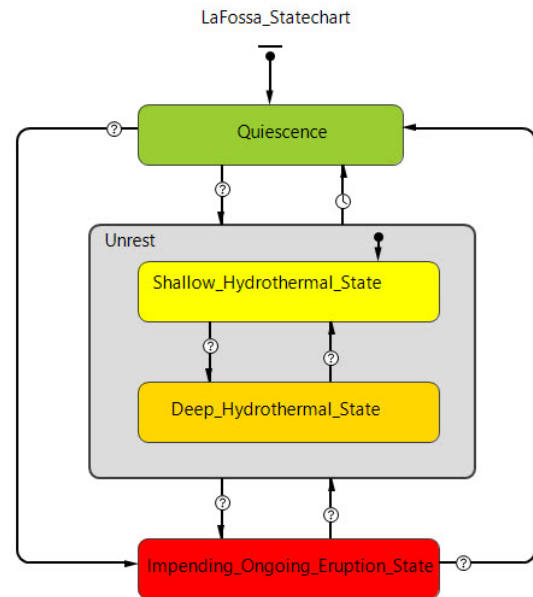 LaFossa_Statechart
?
Quiescence
?
Unrest
Shallow_Hydrothermal_State
?
?
Deep_Hydrothermal_State
?
?
Impending_Ongoing_Eruption_State
?